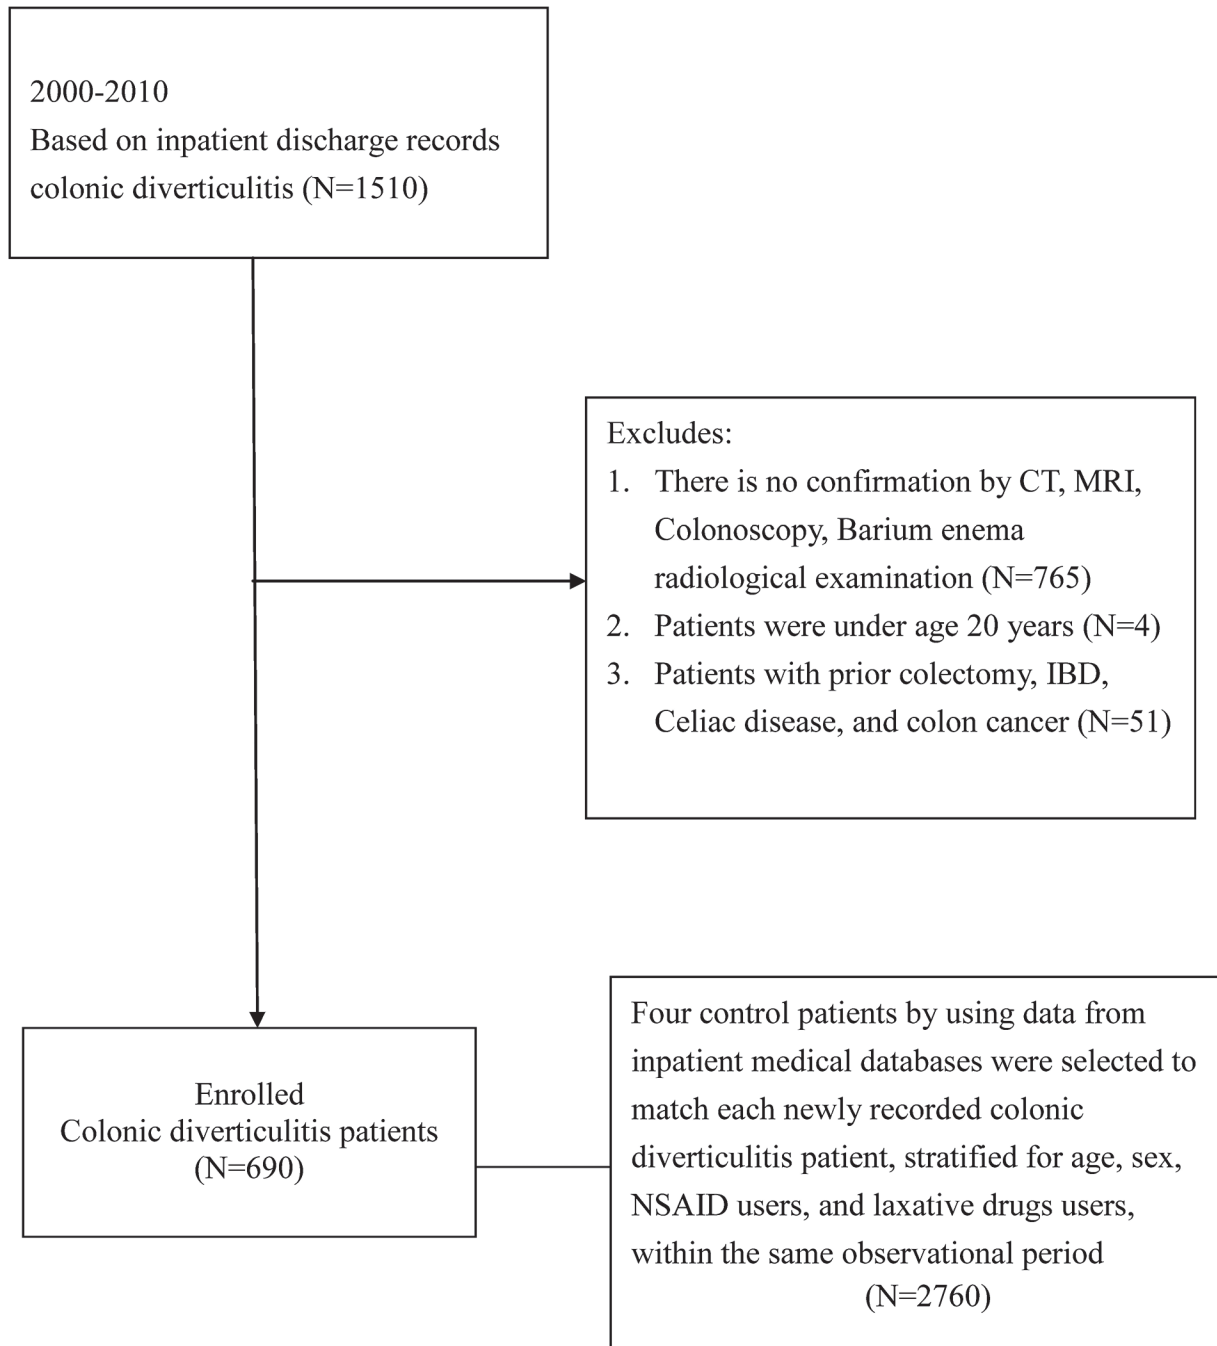 2000-2010
Based on inpatient discharge records
colonic diverticulitis (N=1510)
Excludes:
1. There is no confirmation by CT, MRI,
Colonoscopy, Barium enema
radiological examination (N=765)
2. Patients were under age 20 years (N=4)
3. Patients with prior colectomy, IBD,
Celiac disease, and colon cancer (N=51)
Enrolled
Colonic diverticulitis patients
(N=690)
Four control patients by using data from
inpatient medical databases were selected to
match each newly recorded colonic
diverticulitis patient, stratified for age, sex,
NSAID users, and laxative drugs users,
within the same observational period
(N=2760)